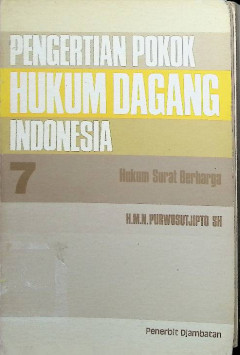 PENGERTIAN POKOK
HUKUM DAGANG
INDONESIA
7
Hukum Surat Berharga
H.M.N. PURWOSUTJIPTO SH
Penerbit Djambatan